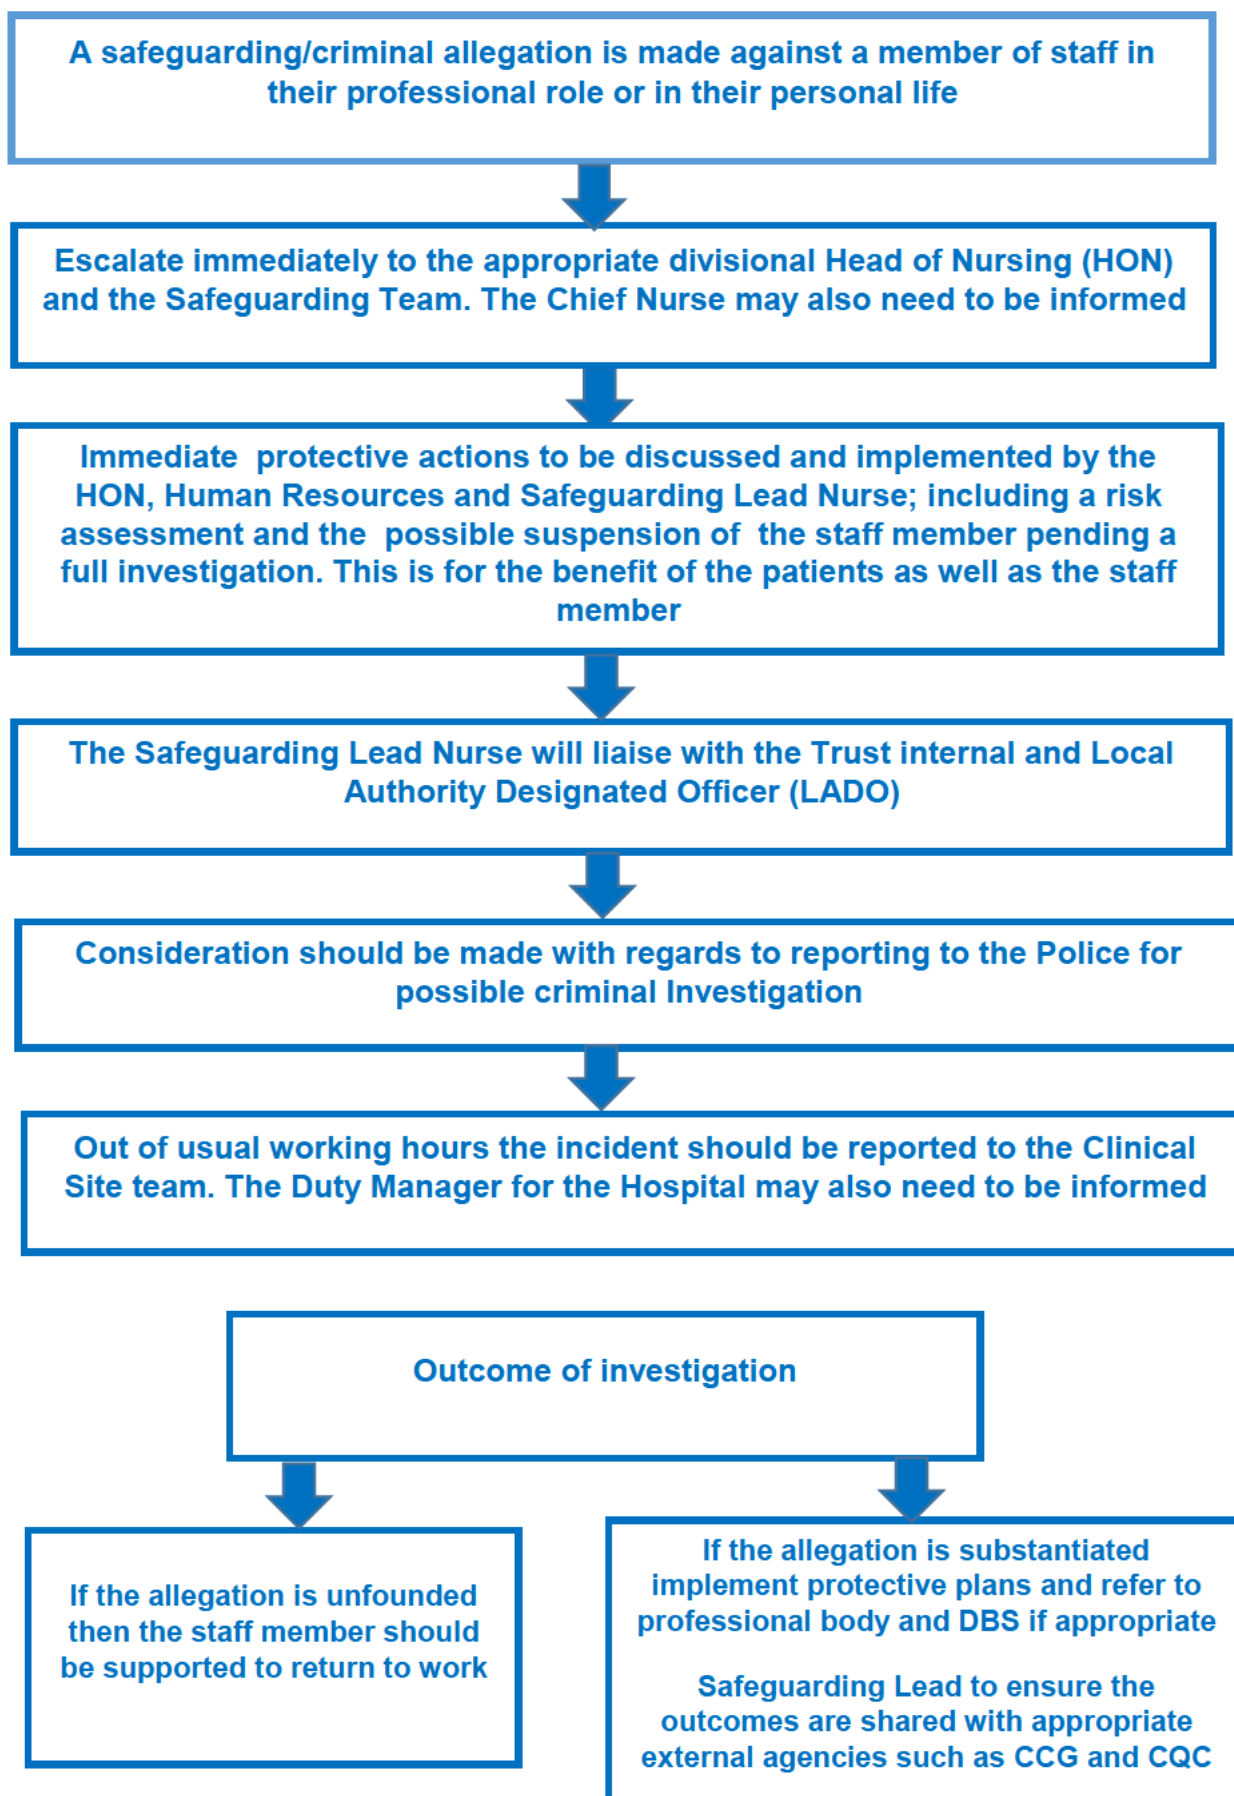 A safeguarding/criminal allegation is made against a member of staff in
their professional role or in their personal life
Escalate immediately to the appropriate divisional Head of Nursing (HON)
and the Safeguarding Team. The Chief Nurse may also need to be informed
Immediate protective actions to be discussed and implemented by the
HON, Human Resources and Safeguarding Lead Nurse; including a risk
assessment and the possible suspension of the staff member pending a
full investigation. This is for the benefit of the patients as well as the staff
member
The Safeguarding Lead Nurse will liaise with the Trust internal and Local
Authority Designated Officer (LADO)
Consideration should be made with regards to reporting to the Police for
possible criminal Investigation
Out of usual working hours the incident should be reported to the Clinical
Site team. The Duty Manager for the Hospital may also need to be informed
Outcome of investigation
If the allegation is unfounded
then the staff member should
be supported to return to work
If the allegation is substantiated
implement protective plans and refer to
professional body and DBS if appropriate
Safeguarding Lead to ensure the
outcomes are shared with appropriate
external agencies such as CCG and CQC